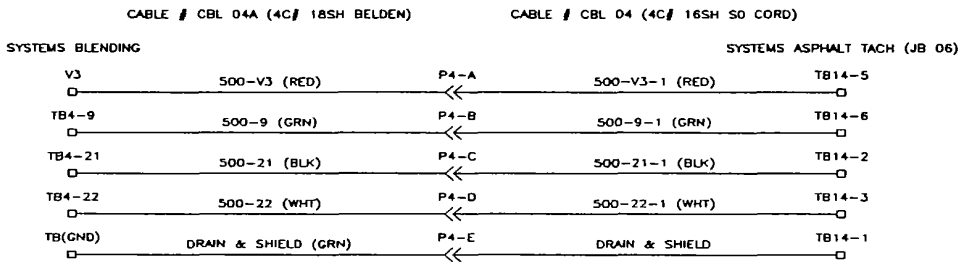 CABLE # CBL 04A (4C# 18SH BELDEN) CABLE # CBL 04 (4C# 16SH SO CORD)
SYSTEMS BLENDING SYSTEMS ASPHALT TACH (JB 06)
V3 500-V3 (RED) P4-A 500-V3-1 (RED) TB14-5
TB4-9 500-9 (GRN) P4-B 500-9-1 (GRN) TB14-6
TB4-21 500-21 (BLK) P4-C 500-21-1 (BLK) TB14-2
TB4-22 500-22 (WHT) P4-D 500-22-1 (WHT) TB14-3
TB(GND) DRAIN & SHIELD (GRN) P4-E DRAIN & SHIELD TB14-1